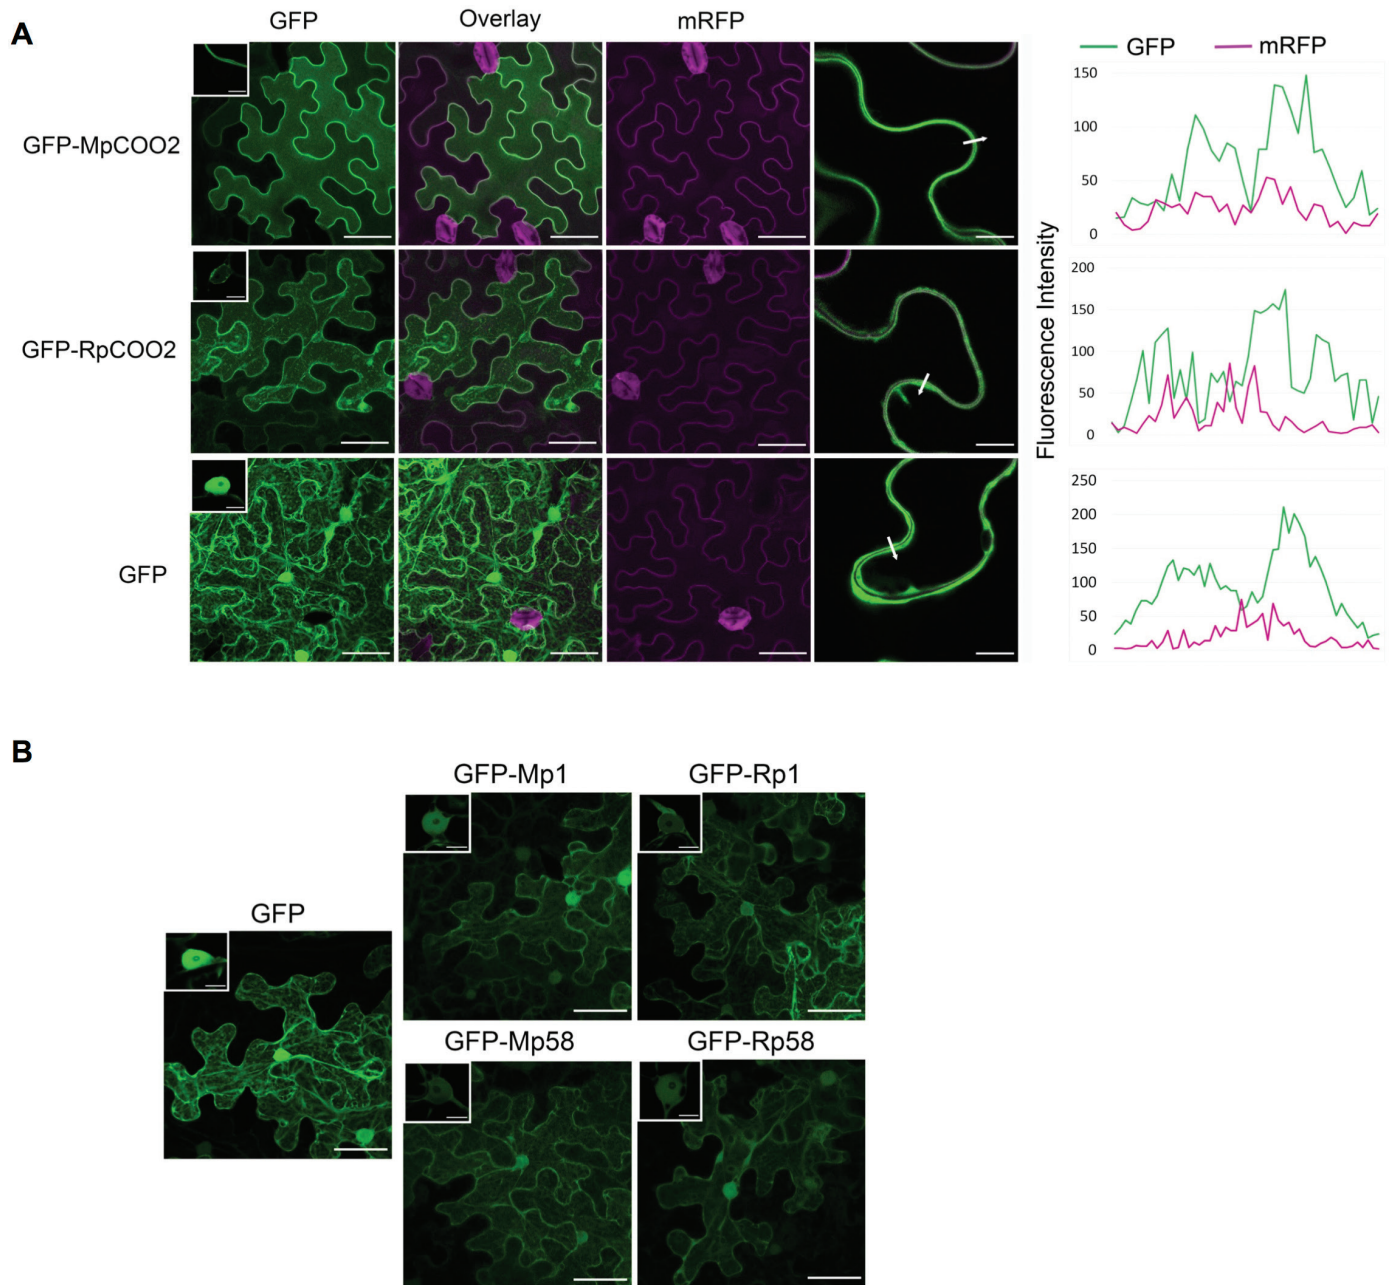 A
GFP
Overlay
mRFP
GFP
mRFP
GFP-MpCOO2
150
100
50
0
GFP-RpCOO2
Fluorescence Intensity
200
150
100
50
0
GFP
250
200
150
100
50
0
B
GFP-Mp1
GFP-Rp1
GFP
GFP-Mp58
GFP-Rp58